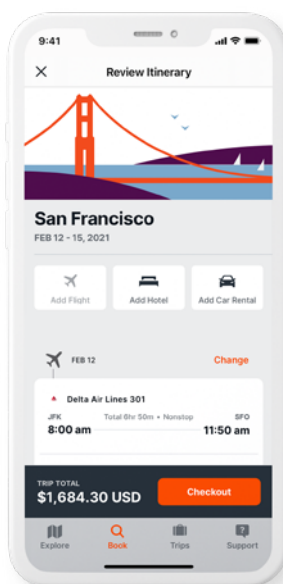 9:41
Review Itinerary
San Francisco
FEB 12 - 15, 2021
Add Flight Add Hotel Add Car Rental
FEB 12 Change
Delta Air Lines 301
JFK Total 6hr 50m • Nonstop SFO
8:00 am 11:50 am
TRIP TOTAL
$1,684.30 USD Checkout
Explore Book Trips Support